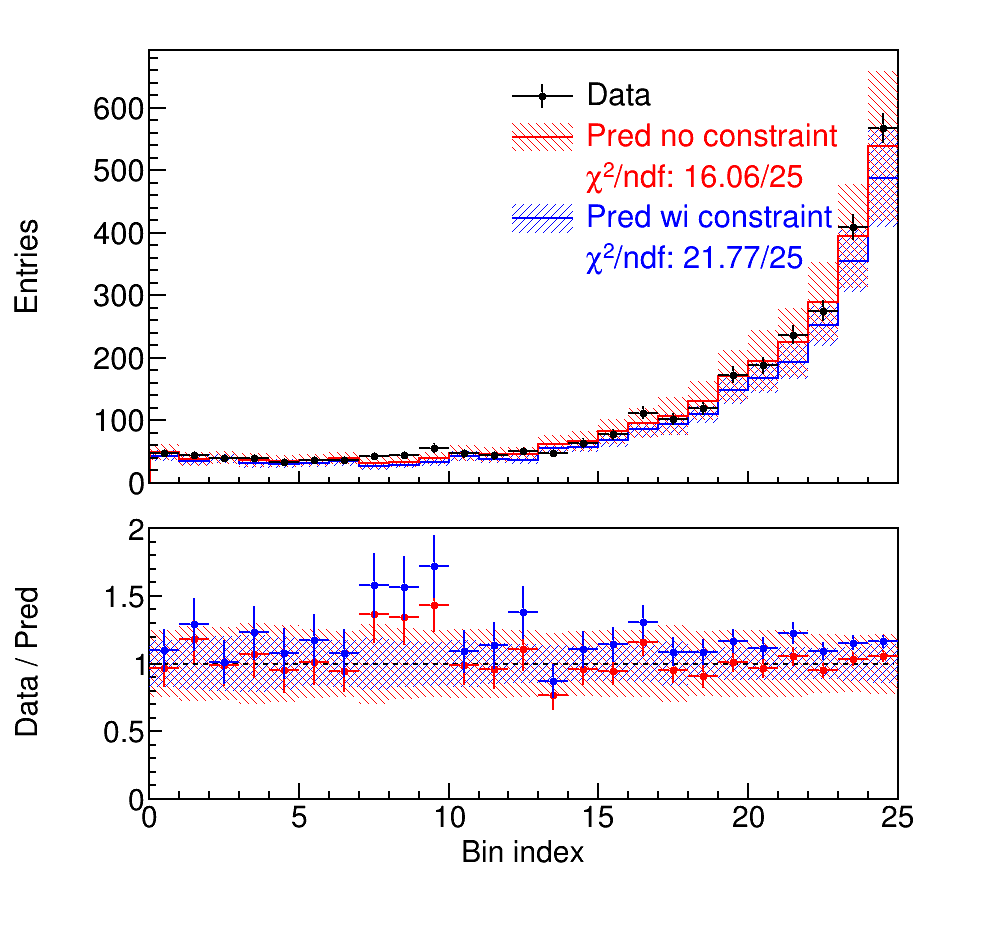 Entries
600
500
400
300
200
100
0
Data
Pred no constraint
χ²/ndf: 16.06/25
Pred wi constraint
χ²/ndf: 21.77/25
Data / Pred
2
1.5
1
0.5
0
0 5 10 15 20 25
Bin index